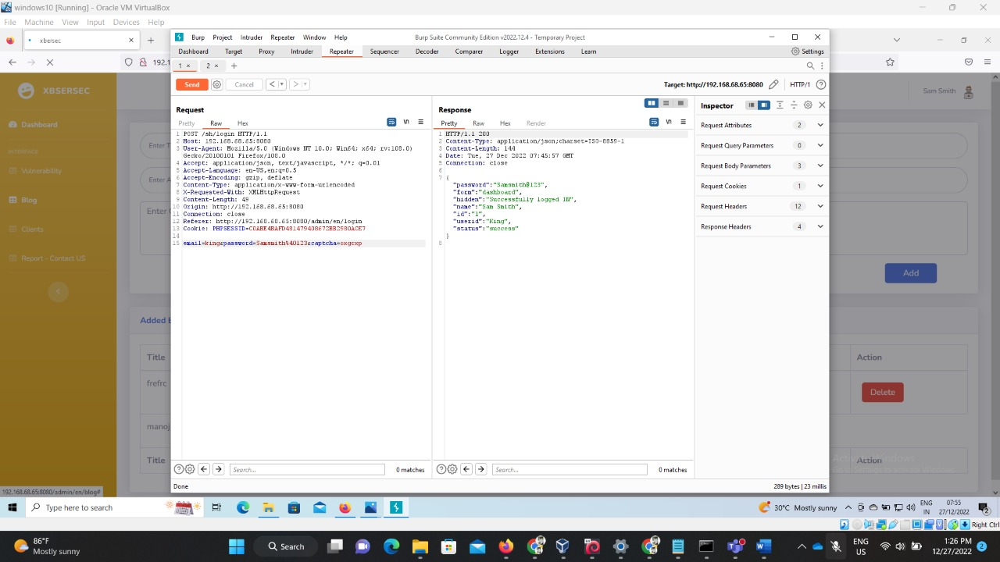 windows10 [Running] - Oracle VM VirtualBox
File Machine View Input Devices Help
xbersec
192.1
Burp Project Intruder Repeater Window Help
Burp Suite Community Edition v2022.12.4 - Temporary Project
Dashboard Target Proxy Intruder Repeater Sequencer Decoder Comparer Logger Extensions Learn
Settings
1 × 2 × +
Send Cancel < >
Target: http://192.168.68.65:8080 HTTP/1
Request
Pretty Raw Hex
\n
1 POST /sh/login HTTP/1.1
2 Host: 192.168.68.65:8080
3 User-Agent: Mozilla/5.0 (Windows NT 10.0; Win64; x64; rv:108.0)
Gecko/20100101 Firefox/108.0
4 Accept: application/json, text/javascript, */*; q=0.01
5 Accept-Language: en-US,en;q=0.5
6 Accept-Encoding: gzip, deflate
7 Content-Type: application/x-www-form-urlencoded
8 X-Requested-With: XMLHttpRequest
9 Content-Length: 49
10 Origin: http://192.168.68.65:8080
11 Connection: close
12 Referer: http://192.168.68.65:8080/admin/en/login
13 Cookie: PHPSESSID=
14
15 email=king&password=Samsmith%40123&captcha=oxgcxp
Search...
0 matches
Response
Pretty Raw Hex Render
\n
1 HTTP/1.1 200
2 Content-Type: application/json;charset=ISO-8859-1
3 Content-Length: 144
4 Date: Tue, 27 Dec 2022 07:45:57 GMT
5 Connection: close
6
7 {
"password":"Samsmith@123",
"form":"dashboard",
"hidden":"Successfully logged IN",
"name":"Sam Smith",
"id":"1",
"userid":"King",
"status":"success"
}
8
Search...
0 matches
Inspector
Request Attributes 2
Request Query Parameters 0
Request Body Parameters 3
Request Cookies 1
Request Headers 12
Response Headers 4
Done
289 bytes | 23 millis
XBSERSEC
Dashboard
INTERFACE
Vulnerability
Blog
Clients
Report - Contact US
Sam Smith
Enter T
Enter A
Enter
Add
Added B
Title Action
frefrc Delete
manoj
Title Action
Activate Windows
192.168.68.65:8080/admin/en/blog#
Type here to search
30°C Mostly sunny
ENG
IN
07:55
27/12/2022
2
Right Ctrl
86°F
Mostly sunny
Search
ENG
US
1:26 PM
12/27/2022
2